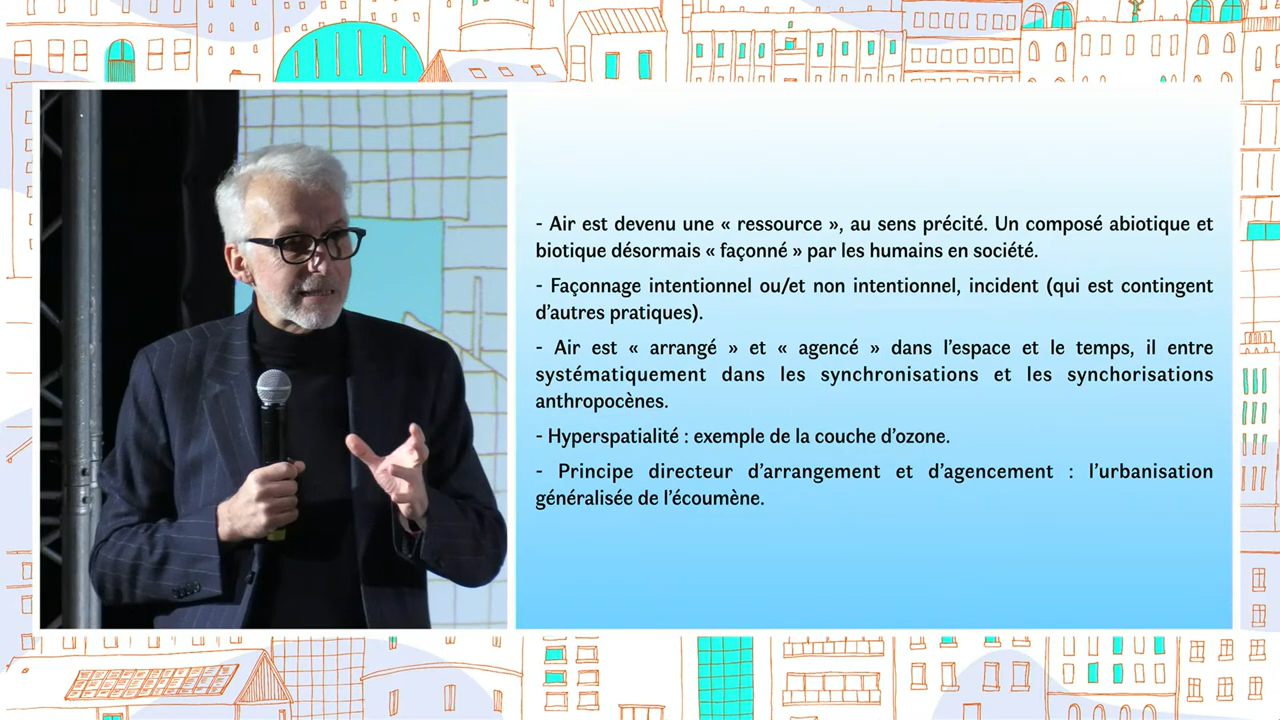 - Air est devenu une « ressource », au sens précité. Un composé abiotique et
biotique désormais « façonné » par les humains en société.
- Façonnage intentionnel ou/et non intentionnel, incident (qui est contingent
d’autres pratiques).
- Air est « arrangé » et « agencé » dans l’espace et le temps, il entre
systématiquement dans les synchronisations et les synchorisations
anthropocènes.
- Hyperspatialité : exemple de la couche d’ozone.
- Principe directeur d’arrangement et d’agencement : l’urbanisation
généralisée de l’écoumène.